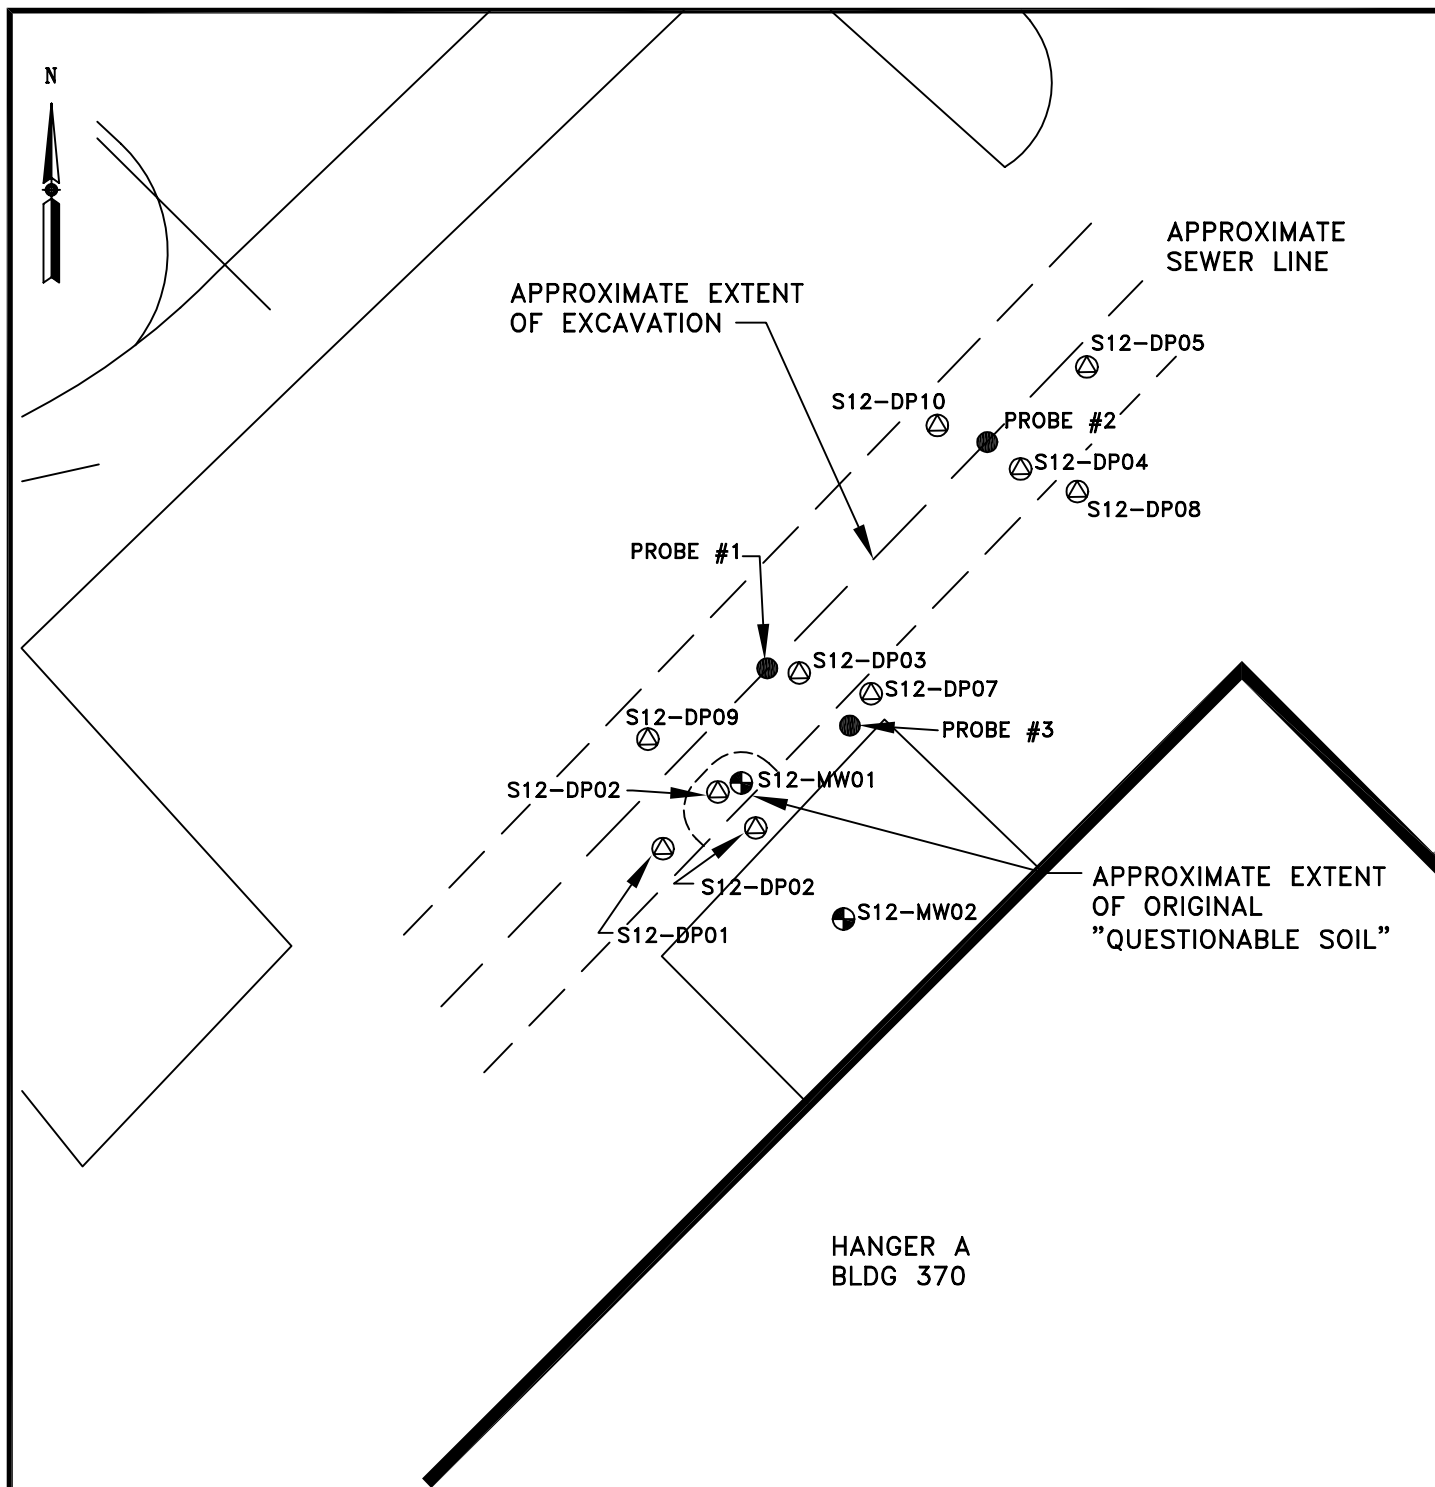 N
APPROXIMATE
SEWER LINE
APPROXIMATE EXTENT
OF EXCAVATION
S12-DP05
S12-DP10
PROBE #2
S12-DP04
S12-DP08
PROBE #1
S12-DP03
S12-DP07
S12-DP09
PROBE #3
S12-DP02
S12-MW01
S12-DP02
APPROXIMATE EXTENT
OF ORIGINAL
"QUESTIONABLE SOIL"
S12-MW02
S12-DP01
HANGER A
BLDG 370